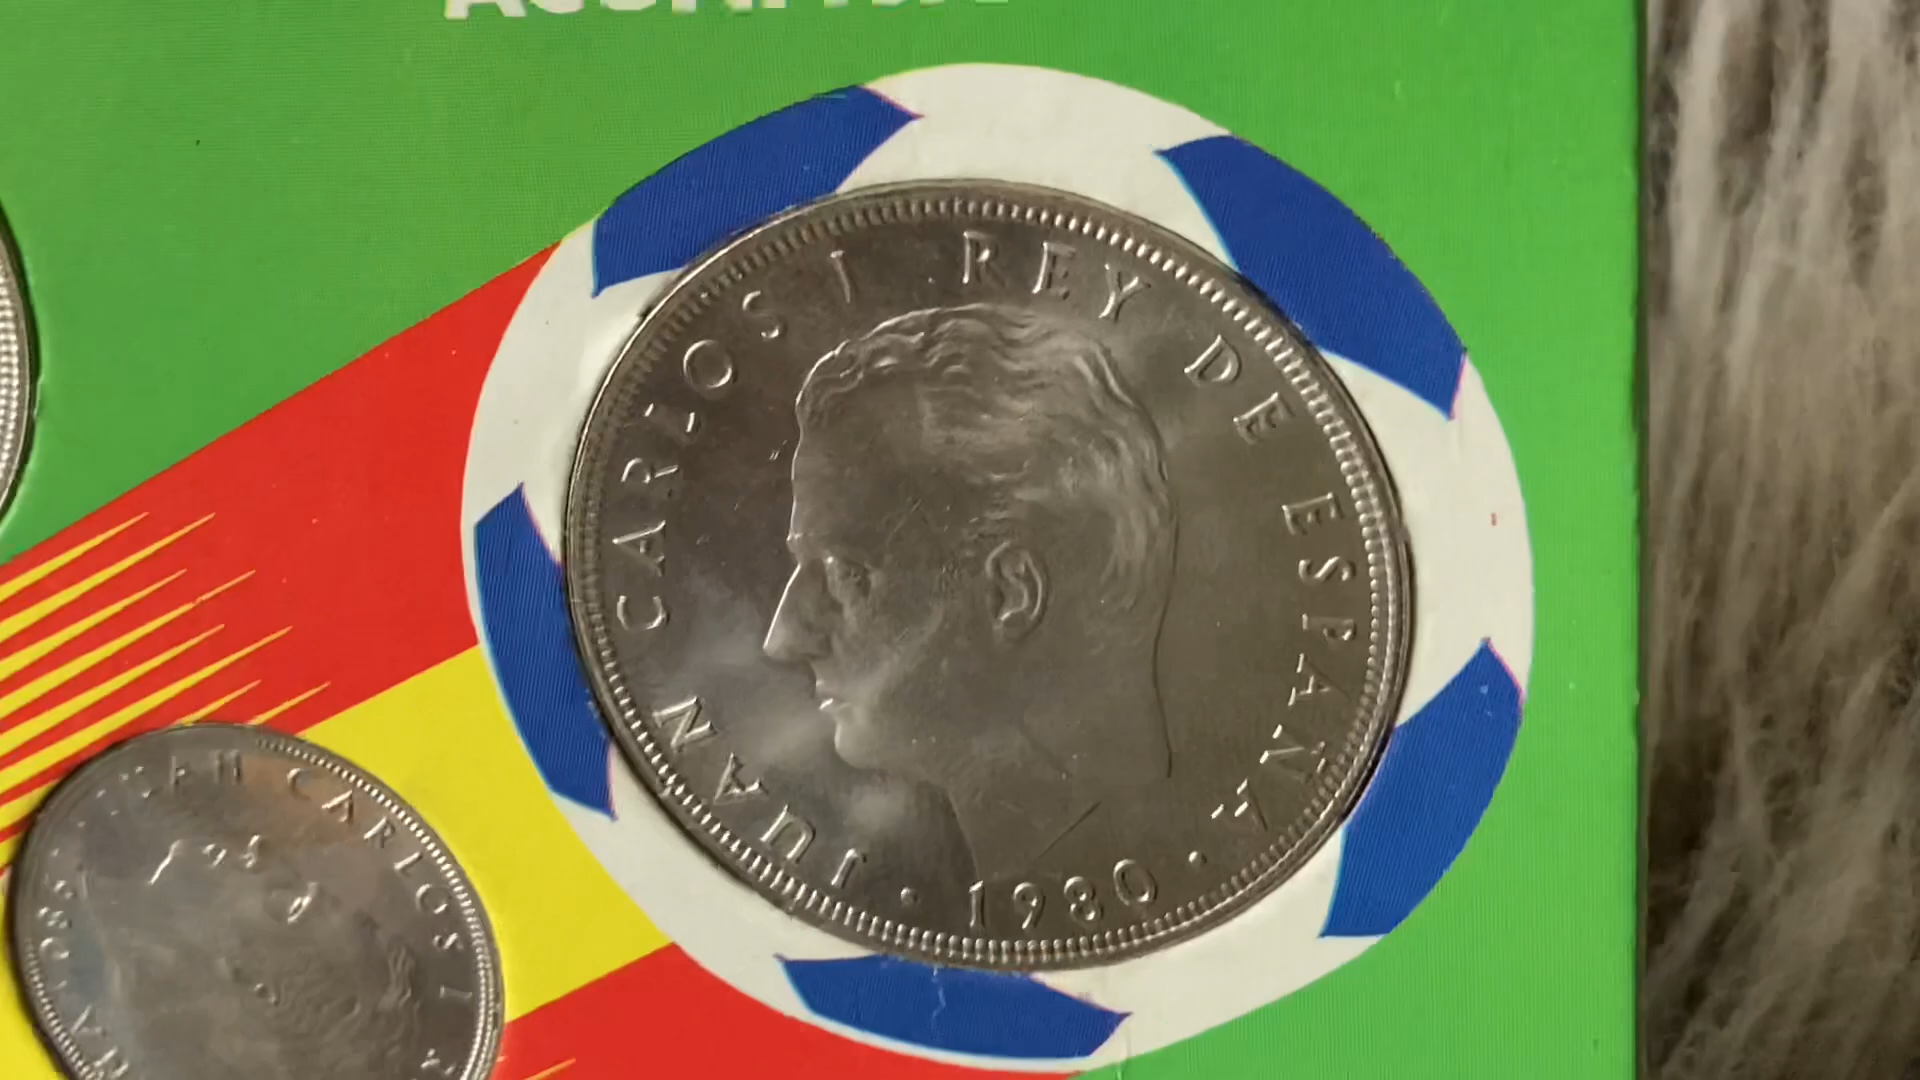 JUAN CARLOS I REY DE ESPAÑA
· 1980 ·
JUAN CARLOS I